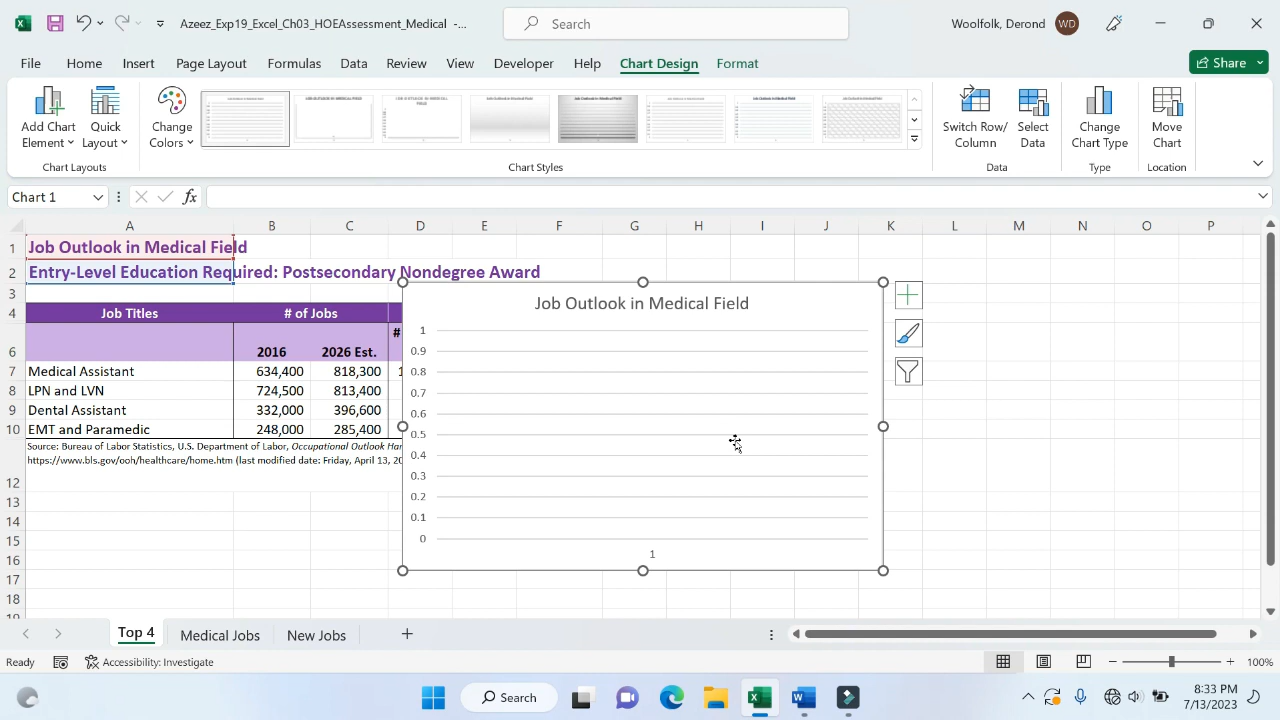 Azeez_Exp19_Excel_Ch03_HOEAssessment_Medical -...
Search
Woolfolk, Derond
WD
File
Home
Insert
Page Layout
Formulas
Data
Review
View
Developer
Help
Chart Design
Format
Share
Add Chart Element
Quick Layout
Change Colors
Switch Row/ Column
Select Data
Change Chart Type
Move Chart
Chart Layouts
Chart Styles
Data
Type
Location
Chart 1
fx
A B C D E F G H I J K L M N O P
1 Job Outlook in Medical Field
2 Entry-Level Education Required: Postsecondary Nondegree Award
3
4 Job Titles # of Jobs
#
6 2016 2026 Est.
7 Medical Assistant 634,400 818,300 1
8 LPN and LVN 724,500 813,400
9 Dental Assistant 332,000 396,600
10 EMT and Paramedic 248,000 285,400
Source: Bureau of Labor Statistics, U.S. Department of Labor, Occupational Outlook Har
https://www.bls.gov/ooh/healthcare/home.htm (last modified date: Friday, April 13, 20
12
13
14
15
16
17
18
19
Job Outlook in Medical Field
1
0.9
0.8
0.7
0.6
0.5
0.4
0.3
0.2
0.1
0
1
Top 4
Medical Jobs
New Jobs
Ready
Accessibility: Investigate
100%
Search
8:33 PM
7/13/2023